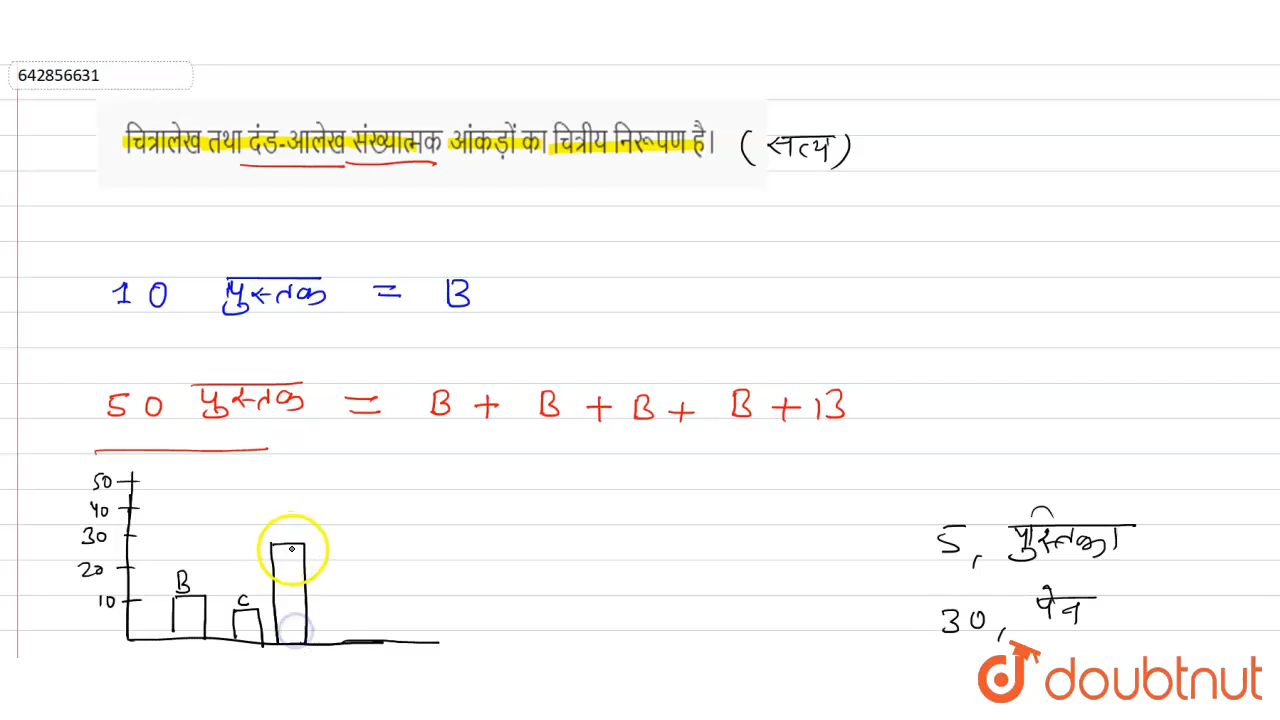 642856631
चित्रालेख तथा दंड-आलेख संख्यात्मक आंकड़ों का चित्रीय निरूपण है। (सत्य)
10 पुस्तक = B
50 पुस्तक = B + B + B + B + B
50
40
30
20
10
B
C
5, पुस्तिका
30, पेन
doubtnut